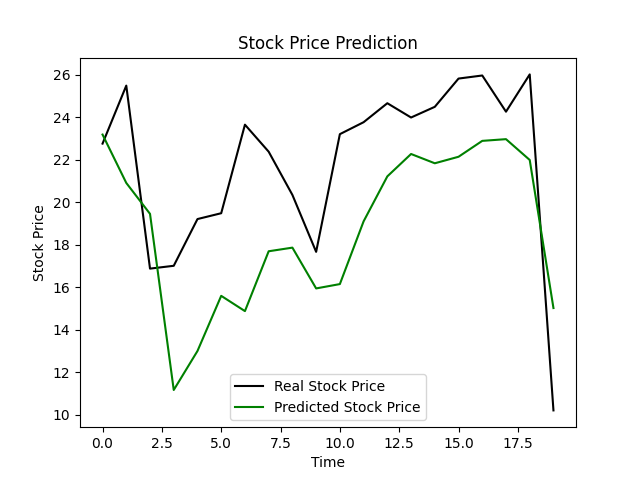 Stock Price Prediction
26
24
22
20
18
16
14
12
10
Stock Price
Real Stock Price
Predicted Stock Price
0.0 2.5 5.0 7.5 10.0 12.5 15.0 17.5
Time